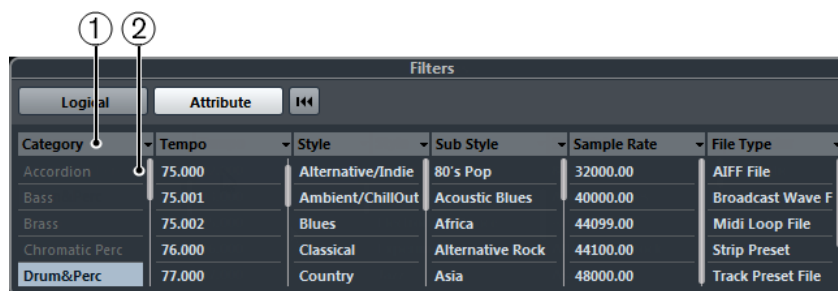 1 2
Filters
Logical Attribute
Category Tempo Style Sub Style Sample Rate File Type
Accordion 75.000 Alternative/Indie 80's Pop 32000.00 AIFF File
Bass 75.001 Ambient/ChillOut Acoustic Blues 40000.00 Broadcast Wave F
Brass 75.002 Blues Africa 44099.00 Midi Loop File
Chromatic Perc 76.000 Classical Alternative Rock 44100.00 Strip Preset
Drum&Perc 77.000 Country Asia 48000.00 Track Preset File